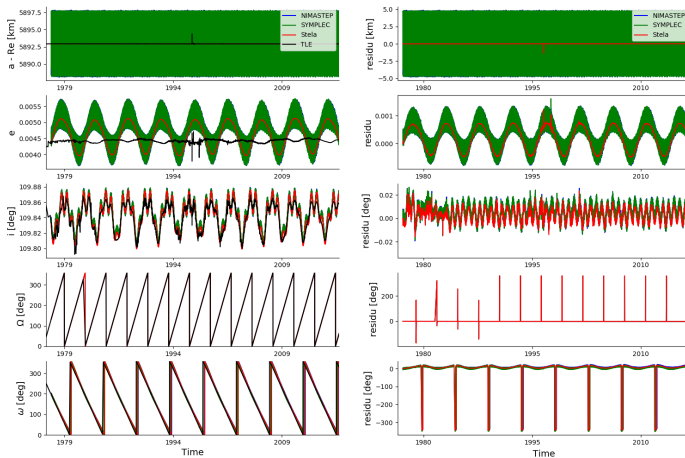 5897.5
5895.0
5892.5
5890.0
a - Re [km]
NIMASTEP
SYMPLEC
Stela
TLE
1979 1994 2009
5.0
2.5
0.0
−2.5
−5.0
residu [km]
NIMASTEP
SYMPLEC
Stela
1980 1995 2010
0.0055
0.0050
0.0045
0.0040
e
1979 1994 2009
0.001
0.000
residu
1980 1995 2010
109.88
109.86
109.84
109.82
109.80
i [deg]
1979 1994 2009
0.02
0.00
−0.02
residu [deg]
1980 1995 2010
300
200
100
0
Ω [deg]
1979 1994 2009
200
0
residu [deg]
1980 1995 2010
300
200
100
0
ω [deg]
1979 1994 2009
Time
0
−100
−200
−300
residu [deg]
1980 1995 2010
Time